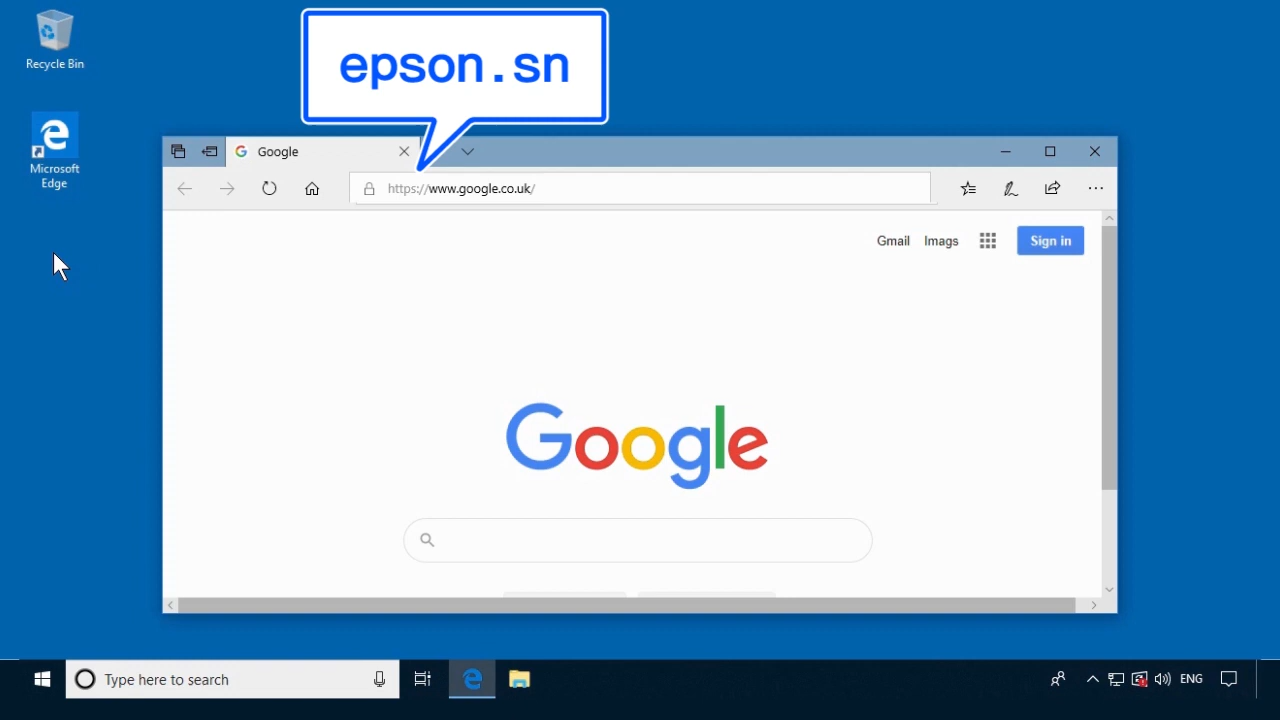 Recycle Bin
epson.sn
Microsoft
Edge
Google
https://www.google.co.uk/
Gmail Imags Sign in
Google
Type here to search
ENG